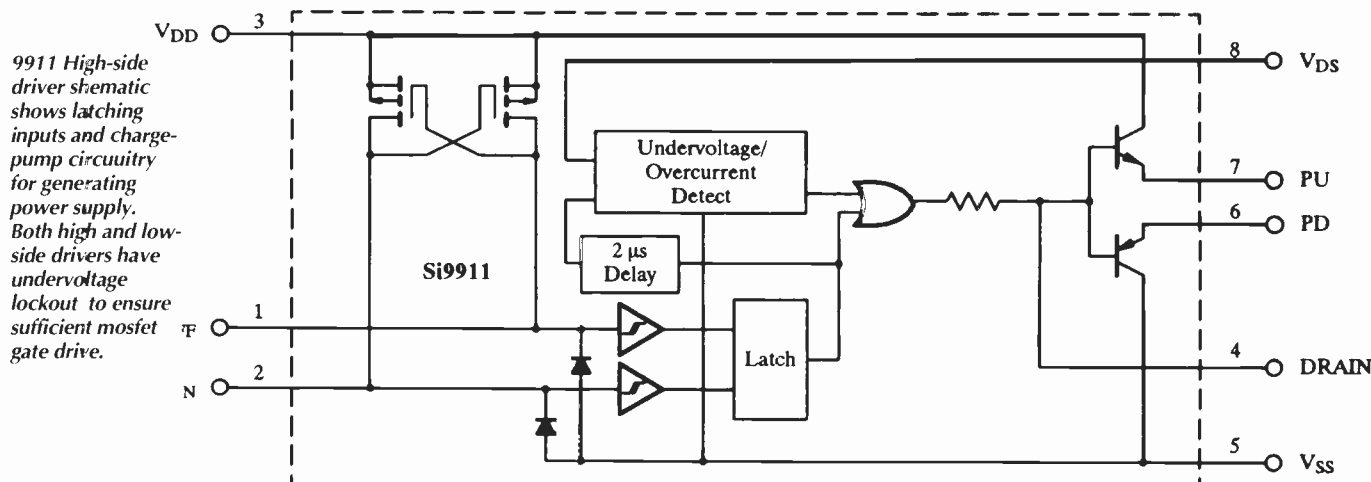 9911 High-side
driver shematic
shows latching
inputs and charge-
pump circuuitry
for generating
power supply.
Both high and low-
side drivers have
undervoltage
lockout to ensure
sufficient mosfet
gate drive.
VDD 3
8 VDS
Undervoltage/
Overcurrent
Detect
7 PU
6 PD
2 µs
Delay
Si9911
F 1
Latch
4 DRAIN
N 2
5 VSS